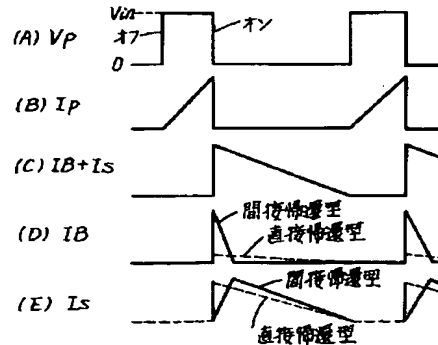 Vin
(A) Vp
オフ
オン
0
(B) Ip
(C) IB+Is
間接帰還型
直接帰還型
(D) IB
間接帰還型
(E) Is
直接帰還型